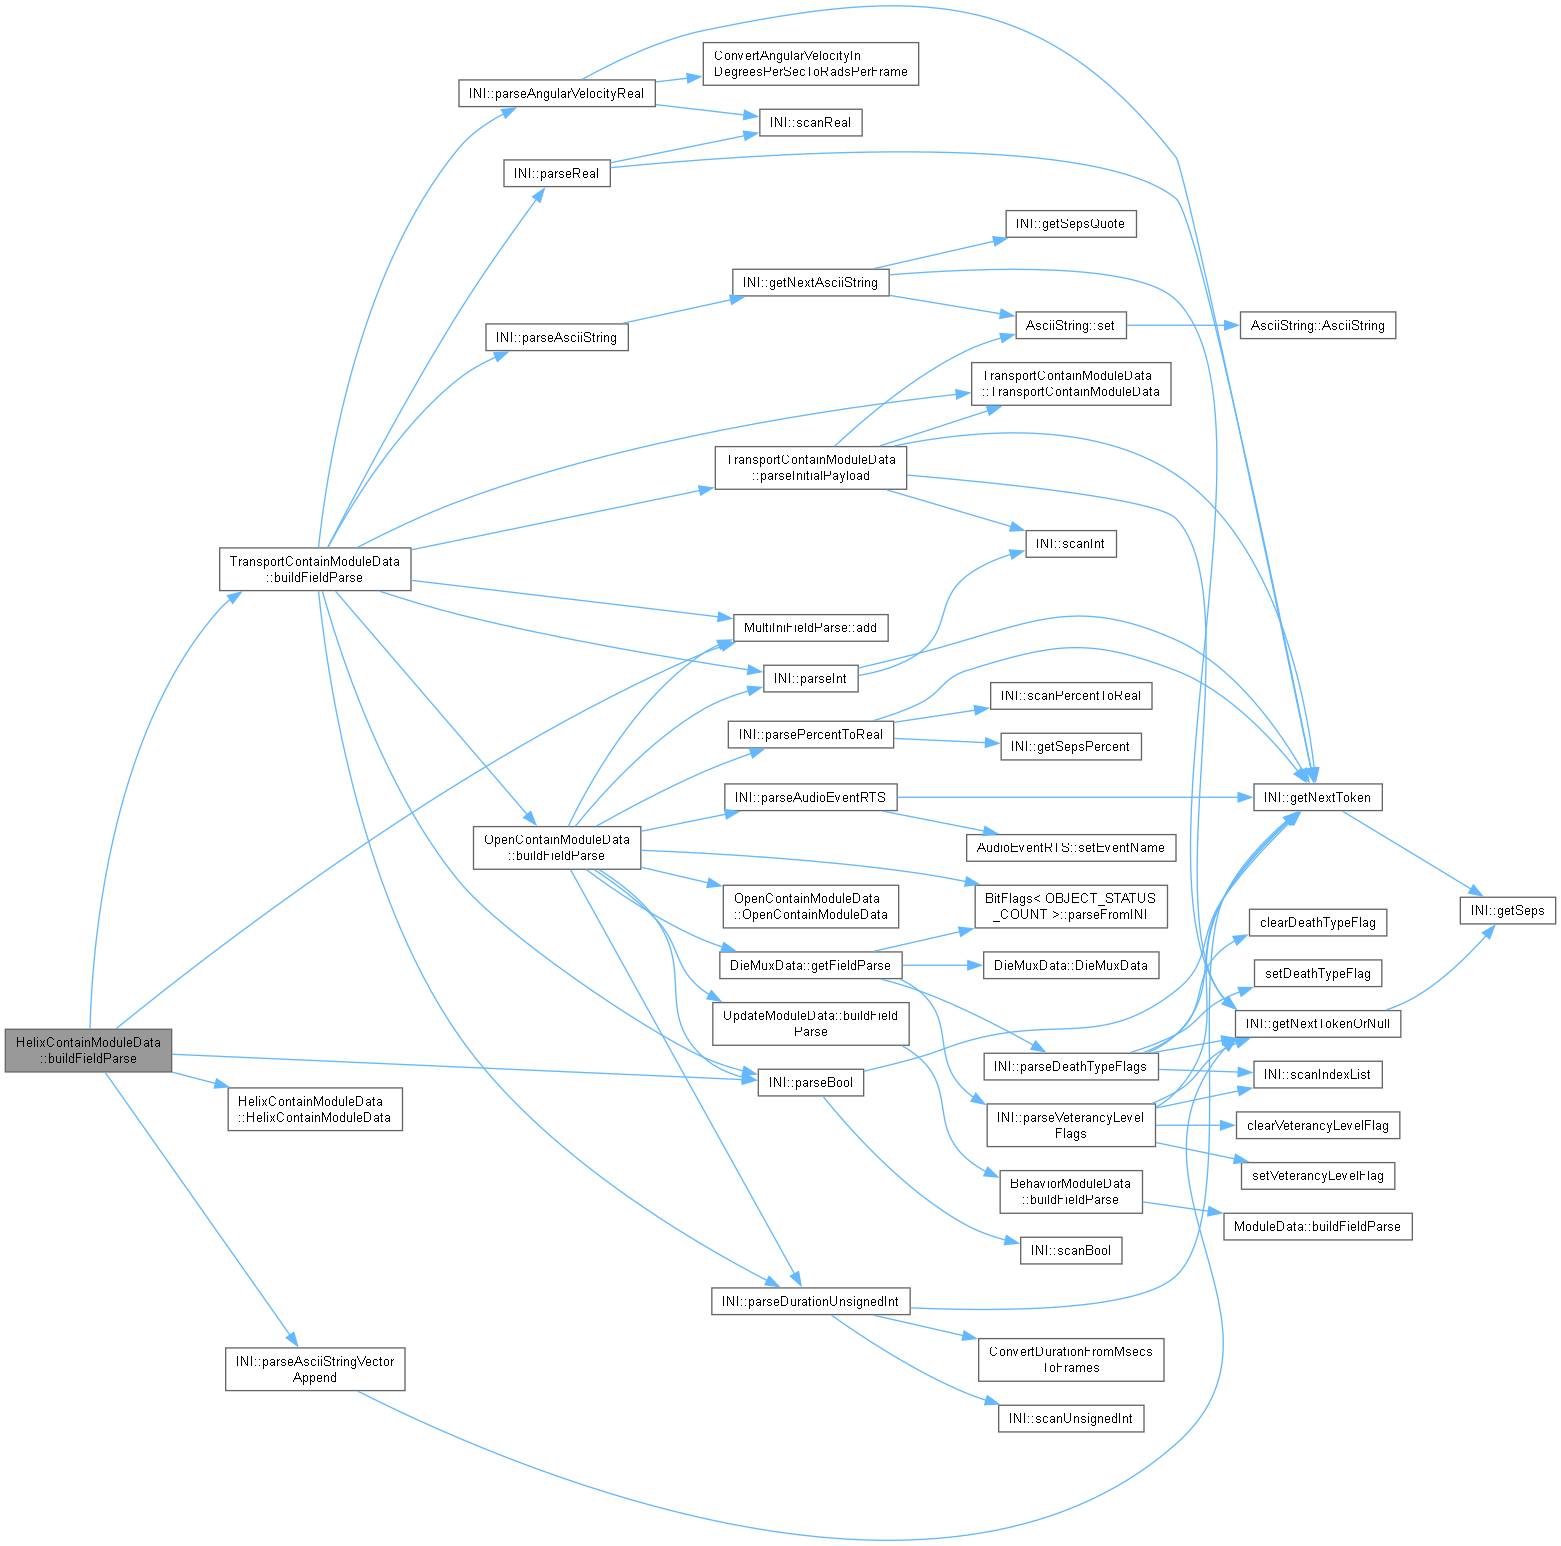 ConvertAngularVelocityIn
DegreesPerSecToRadsPerFrame
INI::parseAngularVelocityReal
INI::scanReal
INI::parseReal
INI::getSepsQuote
INI::getNextAsciiString
AsciiString::set
AsciiString::AsciiString
INI::parseAsciiString
TransportContainModuleData
::TransportContainModuleData
TransportContainModuleData
::parseInitialPayload
INI::scanInt
TransportContainModuleData
::buildFieldParse
MultiIniFieldParse::add
INI::parseInt
INI::scanPercentToReal
INI::parsePercentToReal
INI::getSepsPercent
INI::parseAudioEventRTS
INI::getNextToken
OpenContainModuleData
::buildFieldParse
AudioEventRTS::setEventName
OpenContainModuleData
::OpenContainModuleData
BitFlags< OBJECT_STATUS
_COUNT >::parseFromINI
INI::getSeps
clearDeathTypeFlag
DieMuxData::getFieldParse
DieMuxData::DieMuxData
setDeathTypeFlag
UpdateModuleData::buildField
Parse
INI::getNextTokenOrNull
HelixContainModuleData
::buildFieldParse
INI::parseDeathTypeFlags
INI::scanIndexList
INI::parseBool
HelixContainModuleData
::HelixContainModuleData
INI::parseVeterancyLevel
Flags
clearVeterancyLevelFlag
setVeterancyLevelFlag
BehaviorModuleData
::buildFieldParse
ModuleData::buildFieldParse
INI::scanBool
INI::parseDurationUnsignedInt
ConvertDurationFromMsecs
ToFrames
INI::parseAsciiStringVector
Append
INI::scanUnsignedInt